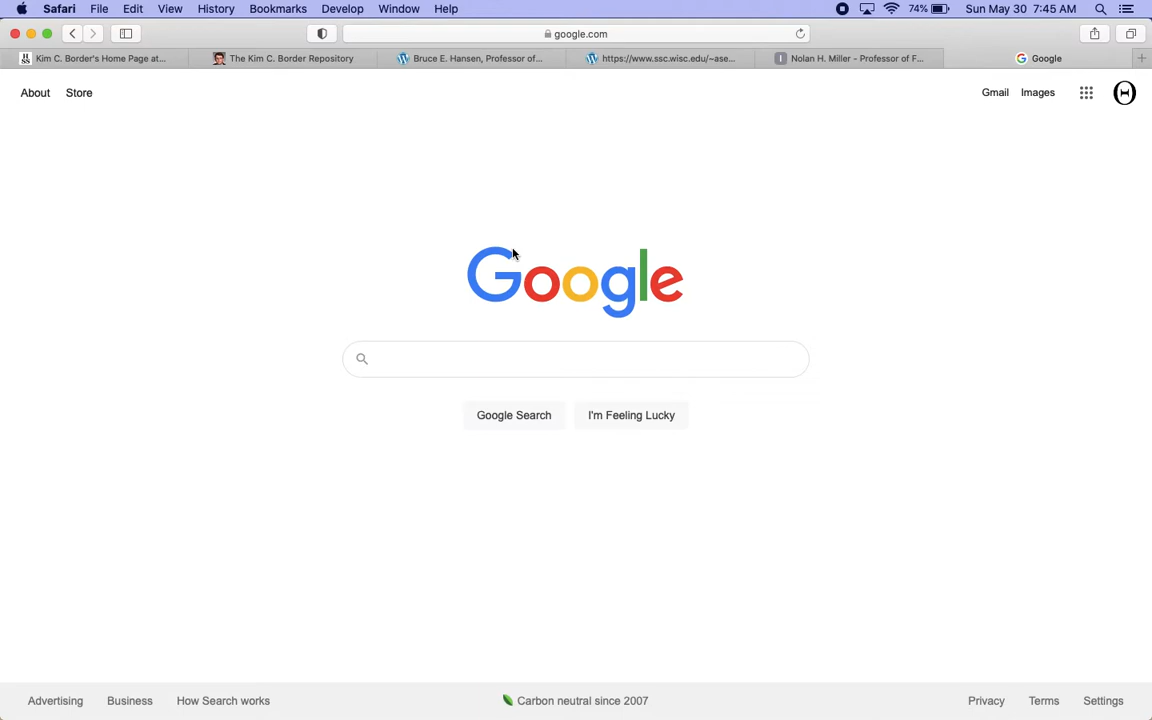 Safari File Edit View History Bookmarks Develop Window Help 74% Sun May 30 7:45 AM
google.com
Kim C. Border's Home Page at... The Kim C. Border Repository Bruce E. Hansen, Professor of... https://www.ssc.wisc.edu/~ase... Nolan H. Miller - Professor of F... Google
About Store Gmail Images
Google
Google Search I'm Feeling Lucky
Advertising Business How Search works Carbon neutral since 2007 Privacy Terms Settings